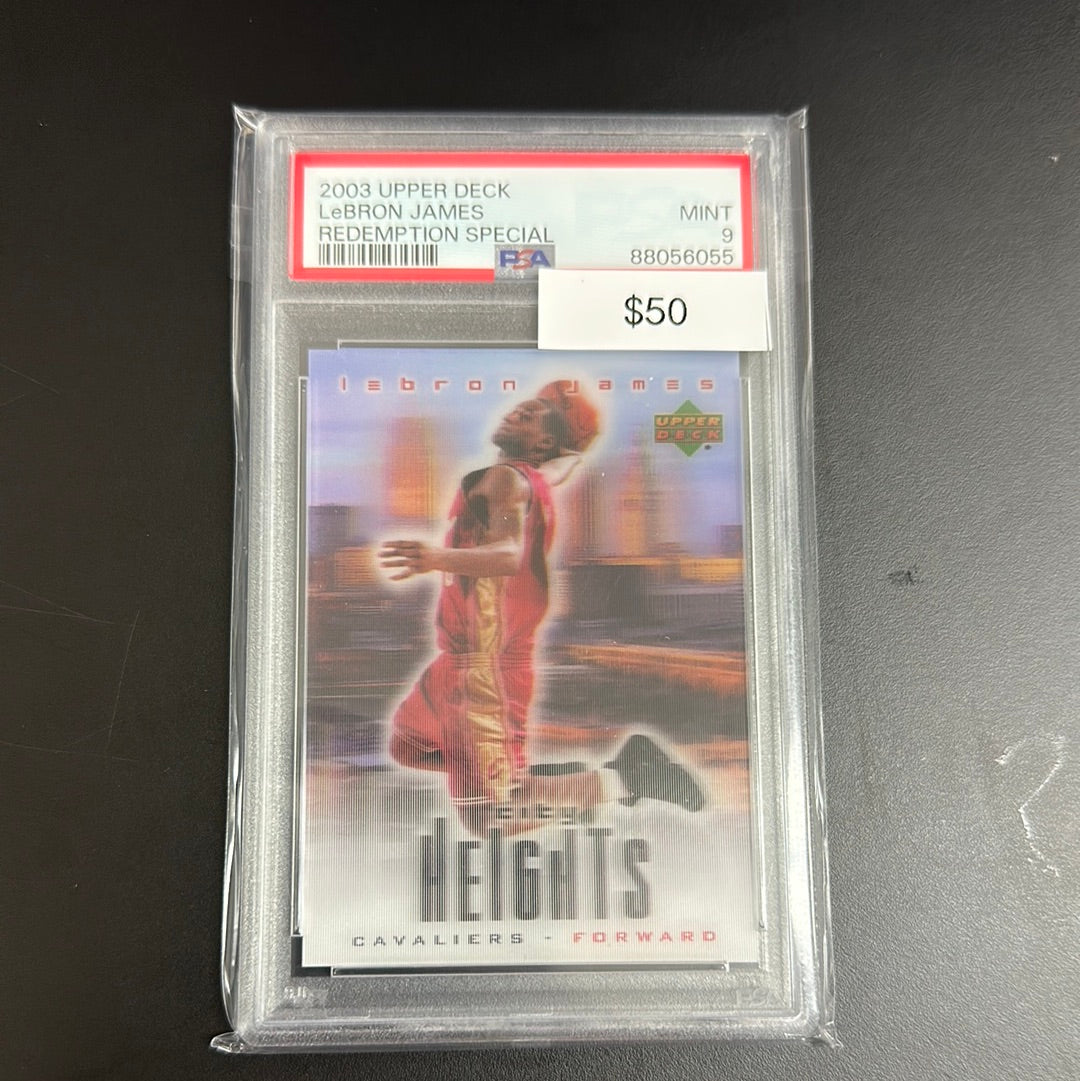 2003 UPPER DECK
LeBRON JAMES
REDEMPTION SPECIAL
MINT
9
88056055
PSA
$50
lebron james
UPPER
DECK
city
HEIGHTS
CAVALIERS - FORWARD